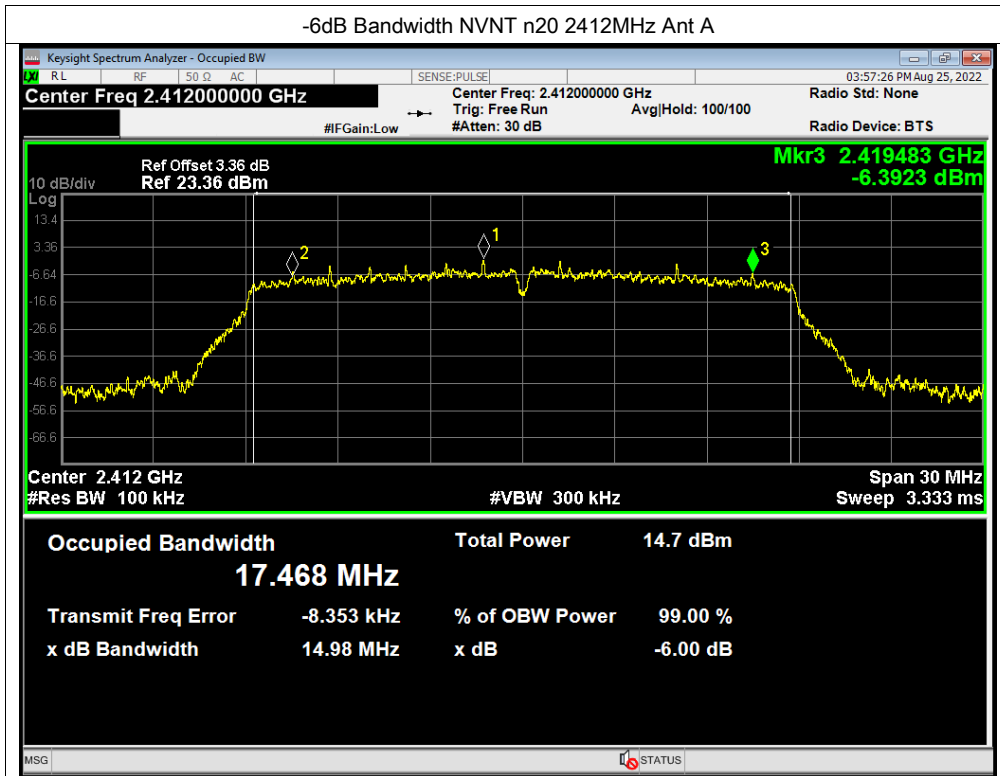 -6dB Bandwidth NVNT n20 2412MHz Ant A
Keysight Spectrum Analyzer - Occupied BW
LXI RL RF 50 Ω AC SENSE:PULSE 03:57:26 PM Aug 25, 2022
Center Freq 2.412000000 GHz Center Freq: 2.412000000 GHz Radio Std: None
Trig: Free Run Avg|Hold: 100/100
#IFGain:Low #Atten: 30 dB Radio Device: BTS
Mkr3 2.419483 GHz
-6.3923 dBm
Ref Offset 3.36 dB
10 dB/div Ref 23.36 dBm
Log
13.4
3.36
-6.64
-16.6
-26.6
-36.6
-46.6
-56.6
-66.6
2
1
3
Center 2.412 GHz Span 30 MHz
#Res BW 100 kHz #VBW 300 kHz Sweep 3.333 ms
Occupied Bandwidth Total Power 14.7 dBm
17.468 MHz
Transmit Freq Error -8.353 kHz % of OBW Power 99.00 %
x dB Bandwidth 14.98 MHz x dB -6.00 dB
MSG STATUS